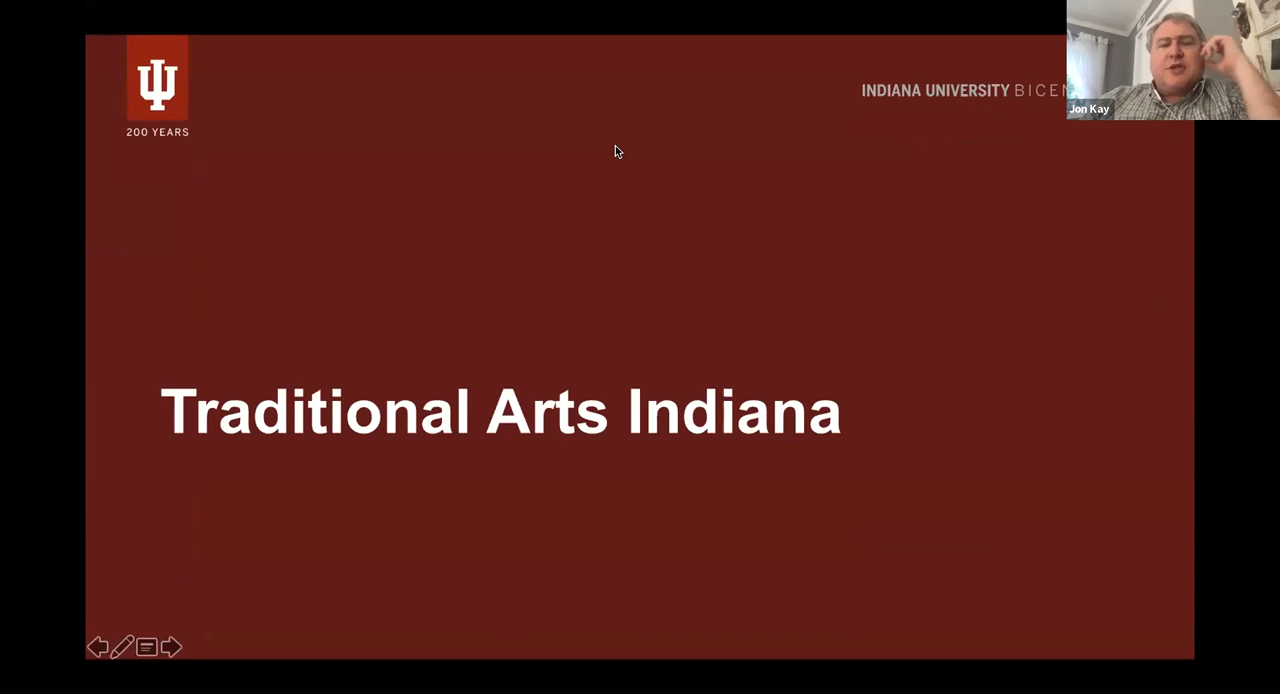 200 YEARS
INDIANA UNIVERSITY BICEN
Jon Kay
Traditional Arts Indiana